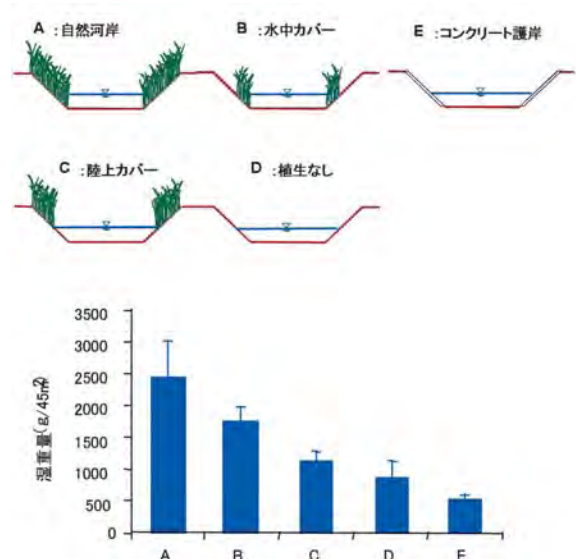 A :自然河岸
B :水中カバー
E :コンクリート護岸
C :陸上カバー
D :植生なし
湿重量(g/45㎡)
3500
3000
2500
2000
1500
1000
500
0
A B C D E